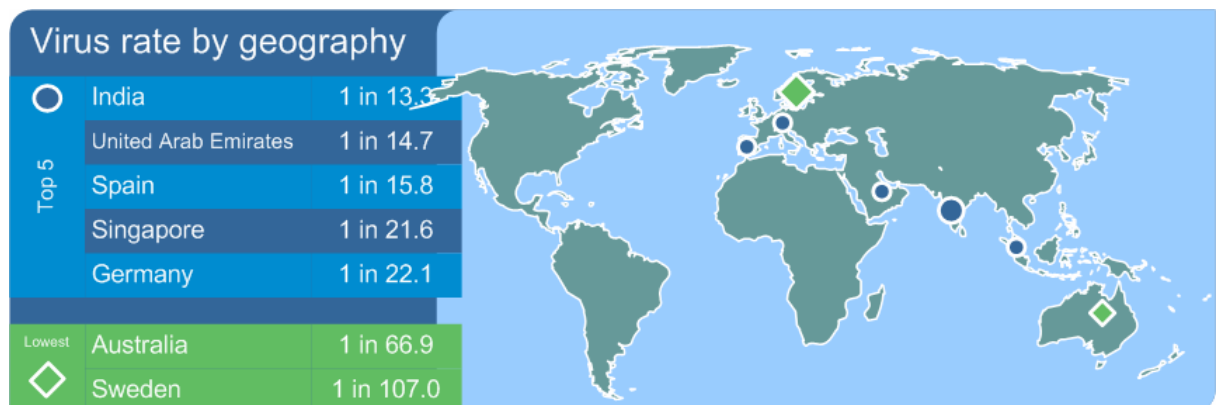 Virus rate by geography
India 1 in 13.3
United Arab Emirates 1 in 14.7
Top 5
Spain 1 in 15.8
Singapore 1 in 21.6
Germany 1 in 22.1
Lowest
Australia 1 in 66.9
Sweden 1 in 107.0